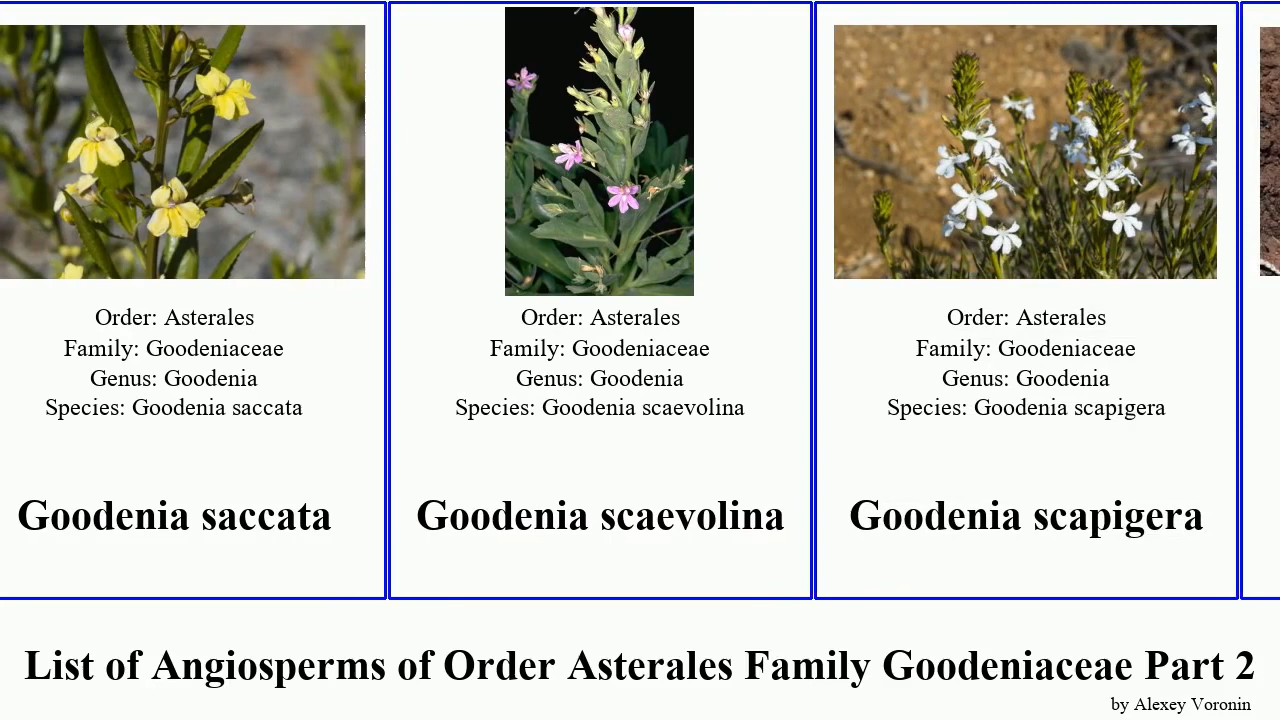 Order: Asterales
Family: Goodeniaceae
Genus: Goodenia
Species: Goodenia saccata
Goodenia saccata
Order: Asterales
Family: Goodeniaceae
Genus: Goodenia
Species: Goodenia scaevolina
Goodenia scaevolina
Order: Asterales
Family: Goodeniaceae
Genus: Goodenia
Species: Goodenia scapigera
Goodenia scapigera
List of Angiosperms of Order Asterales Family Goodeniaceae Part 2
by Alexey Voronin